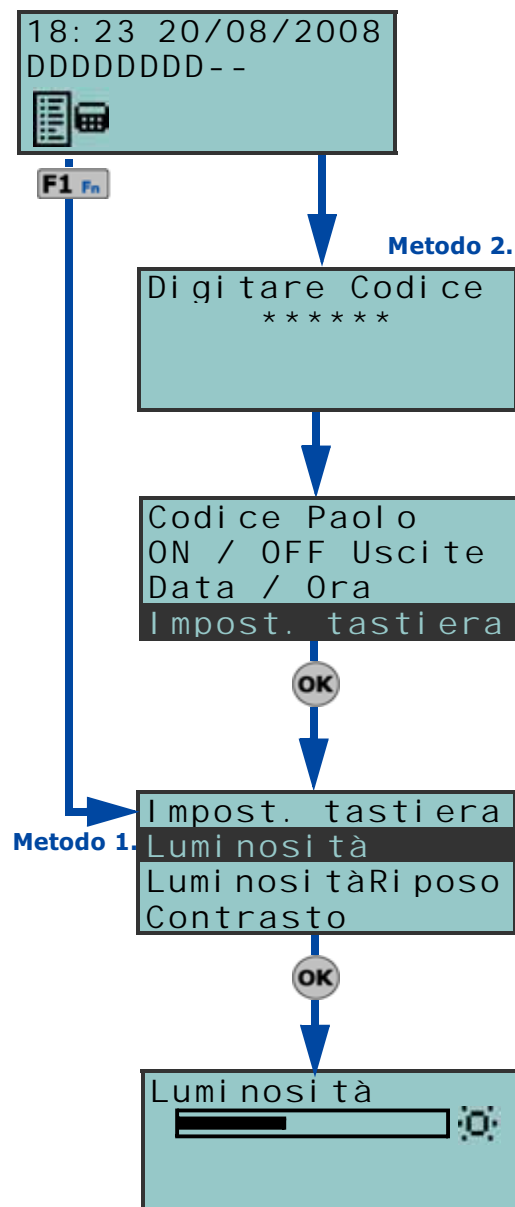 18:23 20/08/2008
DDDDDDDD--
F1 Fn
Metodo 2.
Digitare Codice
******
Codice Paolo
ON / OFF Uscite
Data / Ora
Impost. tastiera
OK
Impost. tastiera
Metodo 1.
Luminosità
LuminositàRiposo
Contrasto
OK
Luminosità